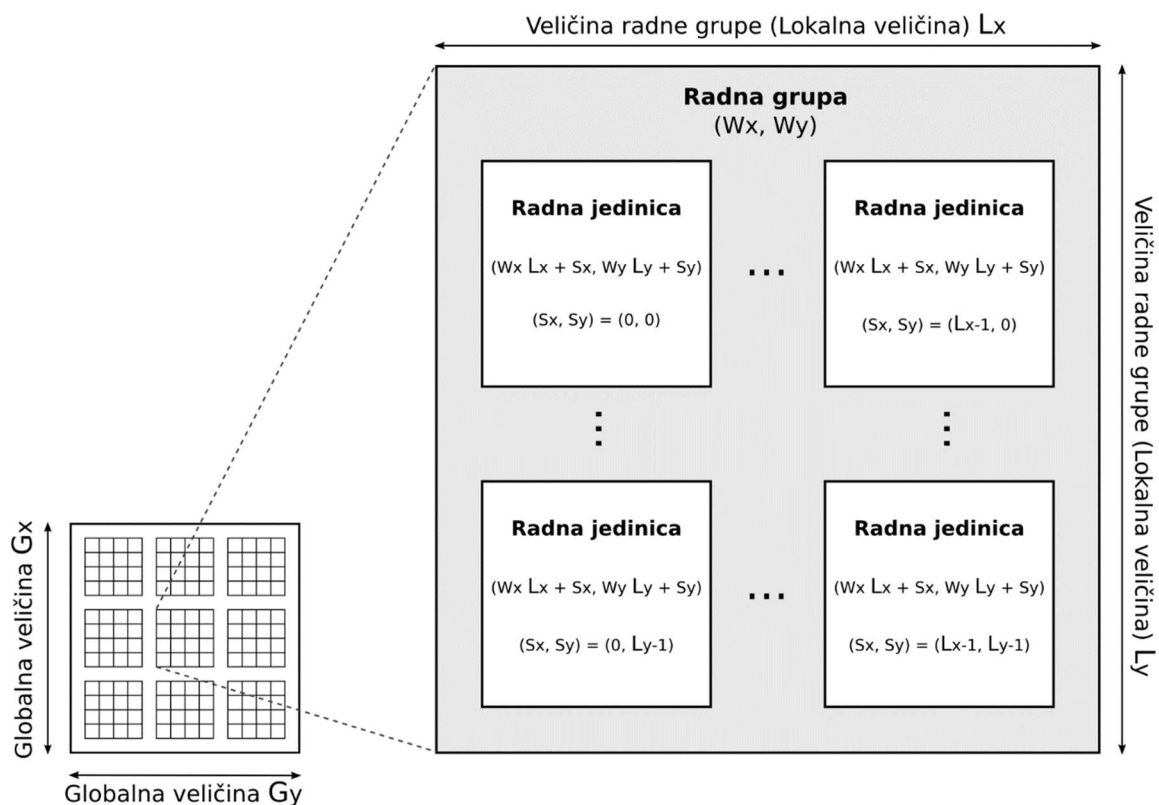 Veličina radne grupe (Lokalna veličina) Lx
Radna grupa
(Wx, Wy)
Radna jedinica
(Wx Lx + Sx, Wy Ly + Sy)
(Sx, Sy) = (0, 0)
...
Radna jedinica
(Wx Lx + Sx, Wy Ly + Sy)
(Sx, Sy) = (Lx-1, 0)
...
...
Radna jedinica
(Wx Lx + Sx, Wy Ly + Sy)
(Sx, Sy) = (0, Ly-1)
...
Radna jedinica
(Wx Lx + Sx, Wy Ly + Sy)
(Sx, Sy) = (Lx-1, Ly-1)
Veličina radne grupe (Lokalna veličina) Ly
Globalna veličina Gx
Globalna veličina Gy